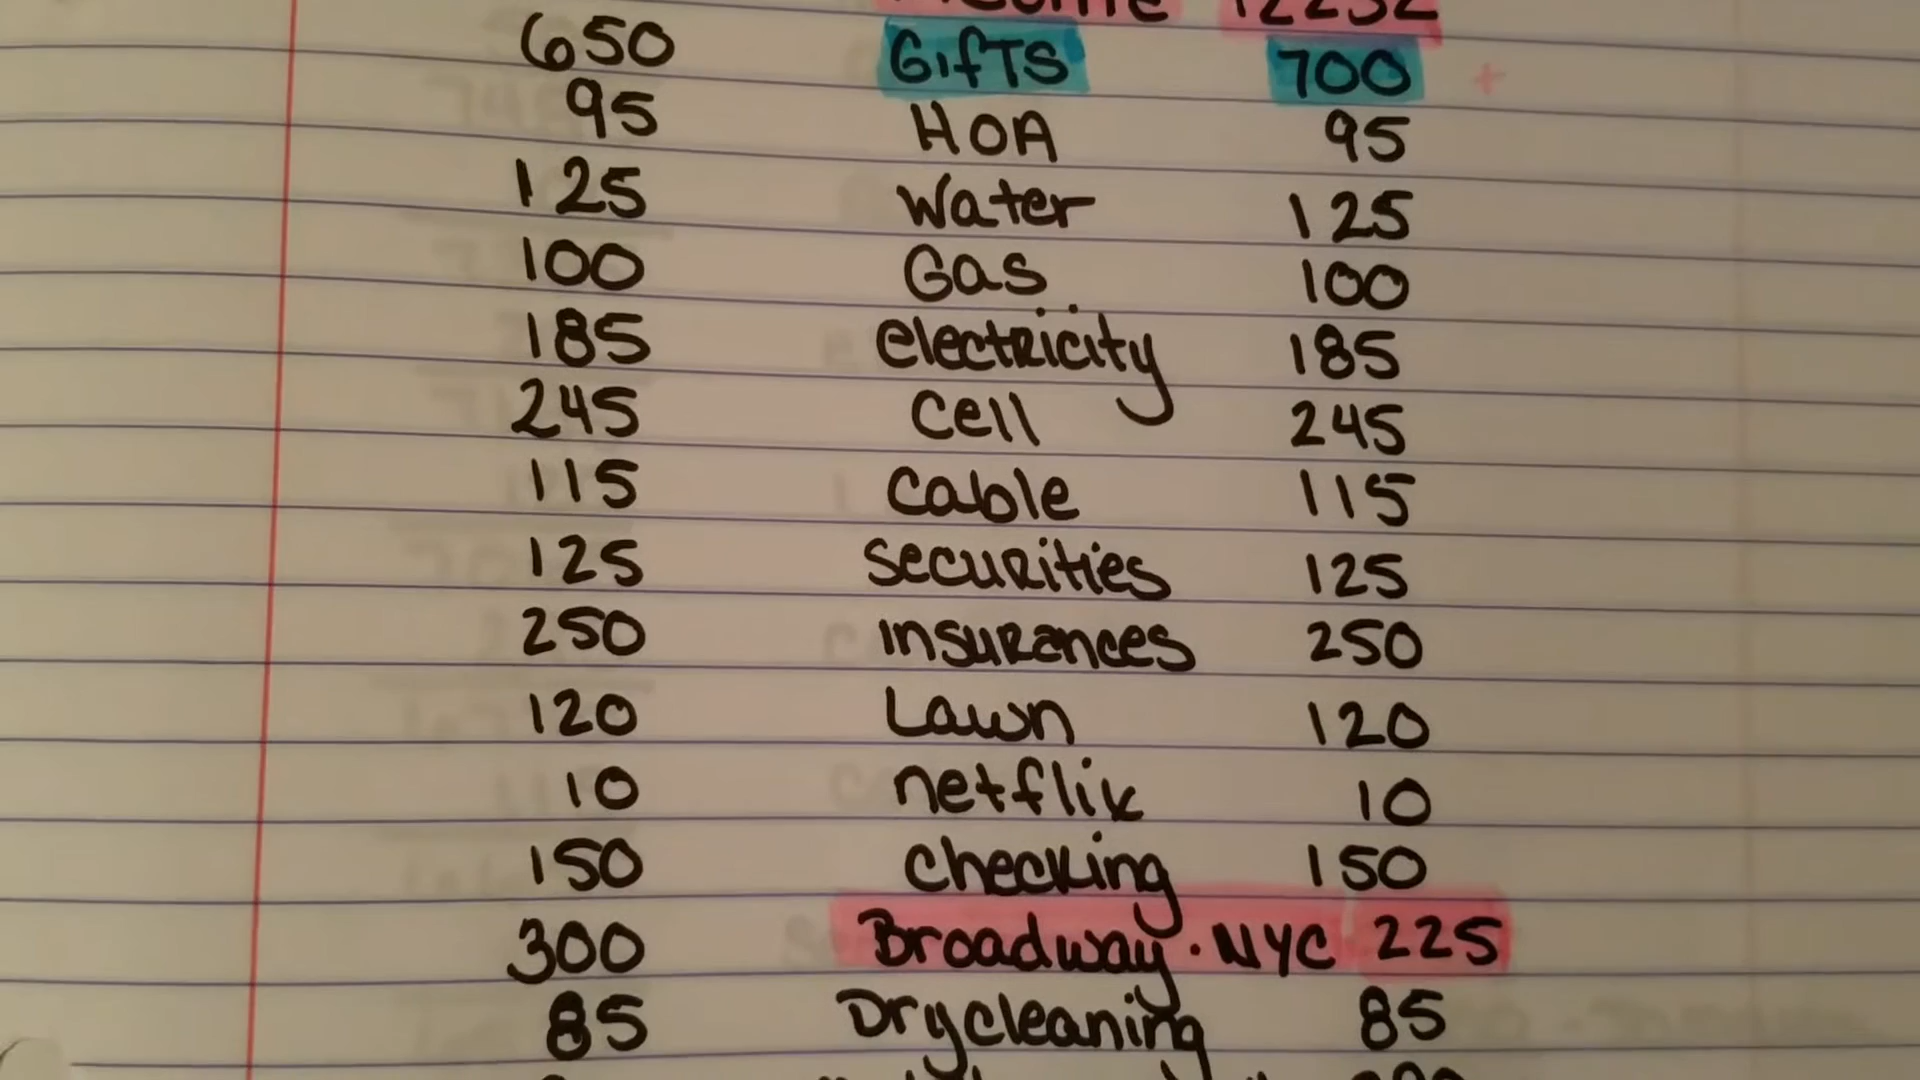 Income 12232
650 Gifts 700 +
95 HOA 95
125 Water 125
100 Gas 100
185 electricity 185
245 Cell 245
115 Cable 115
125 Securities 125
250 insurances 250
120 Lawn 120
10 netflix 10
150 checking 150
300 Broadway · NYC 225
85 Drycleaning 85